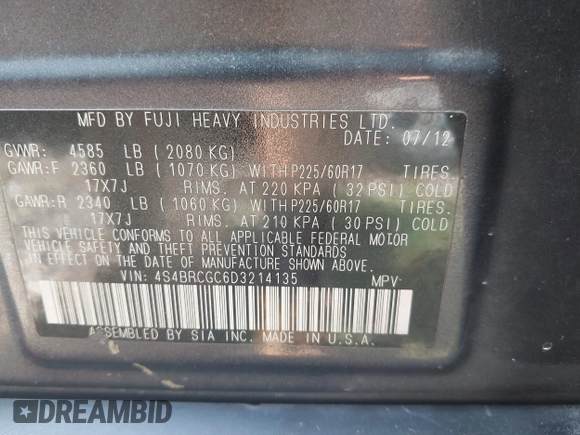 MFD BY FUJI HEAVY INDUSTRIES LTD.
DATE: 07/12
GVWR: 4585 LB ( 2080 KG)
GAWR:F 2360 LB ( 1070 KG) WITHP225/60R17 TIRES.
17X7J RIMS. AT 220 KPA ( 32 PSI) COLD
GAWR:R 2340 LB ( 1060 KG) WITHP225/60R17 TIRES.
17X7J RIMS. AT 210 KPA ( 30 PSI) COLD
THIS VEHICLE CONFORMS TO ALL APPLICABLE FEDERAL MOTOR
VEHICLE SAFETY AND THEFT PREVENTION STANDARDS
IN EFFECT ON THE DATE OF MANUFACTURE SHOWN ABOVE.
VIN: 4S4BRCGC6D3214135 MPV
ASSEMBLED BY SIA INC. MADE IN U.S.A.
DREAMBID